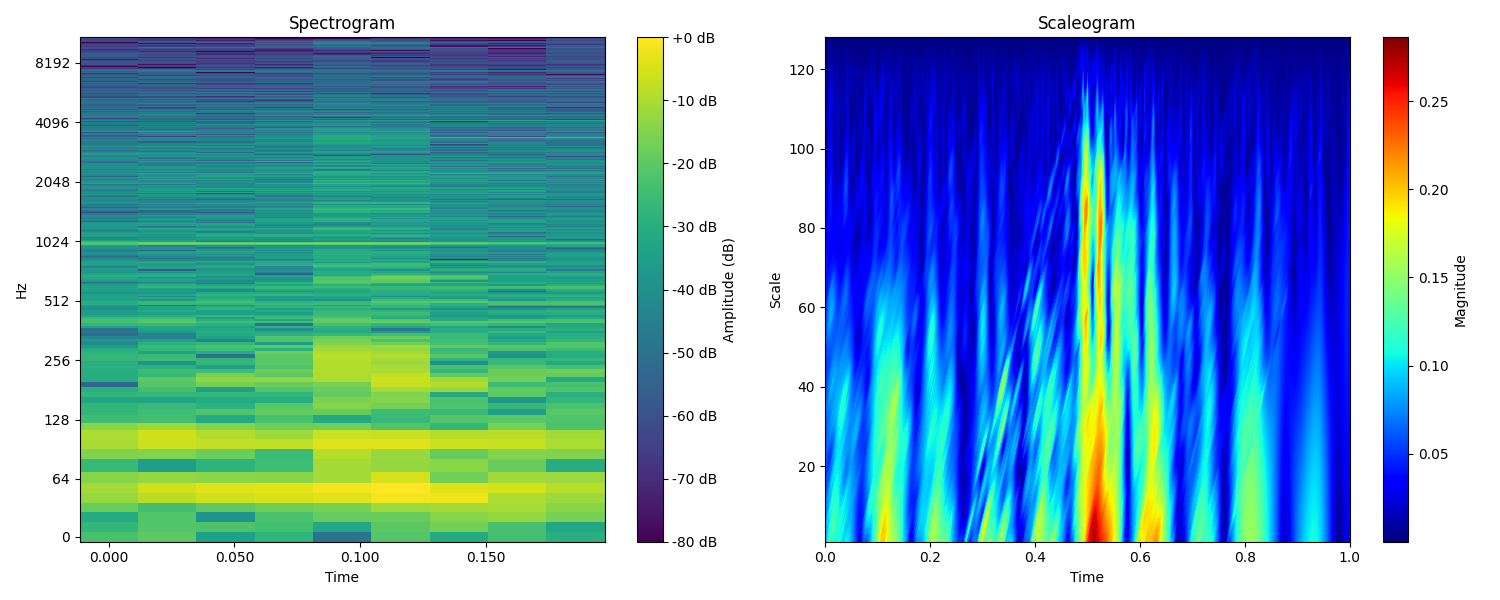 Spectrogram
8192
4096
2048
1024
512
256
128
64
0
Hz
0.000
0.050
0.100
0.150
Time
+0 dB
-10 dB
-20 dB
-30 dB
-40 dB
-50 dB
-60 dB
-70 dB
-80 dB
Amplitude (dB)
Scaleogram
120
100
80
60
40
20
Scale
0.0
0.2
0.4
0.6
0.8
1.0
Time
0.25
0.20
0.15
0.10
0.05
Magnitude